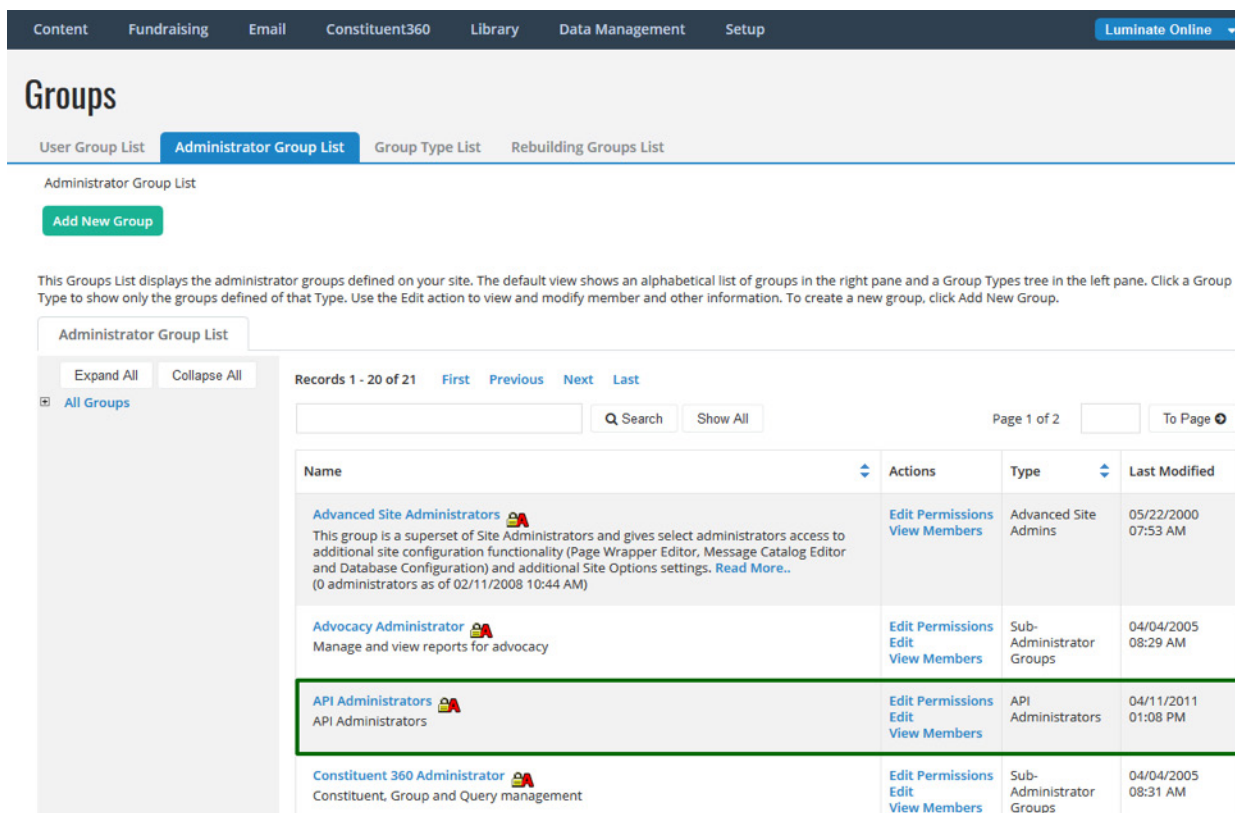 Content Fundraising Email Constituent360 Library Data Management Setup Luminate Online
Groups
User Group List Administrator Group List Group Type List Rebuilding Groups List
Administrator Group List
Add New Group
This Groups List displays the administrator groups defined on your site. The default view shows an alphabetical list of groups in the right pane and a Group Types tree in the left pane. Click a Group
Type to show only the groups defined of that Type. Use the Edit action to view and modify member and other information. To create a new group, click Add New Group.
Administrator Group List
Expand All Collapse All
All Groups
Records 1 - 20 of 21 First Previous Next Last
Search Show All Page 1 of 2 To Page
Name Actions Type Last Modified
Advanced Site Administrators
This group is a superset of Site Administrators and gives select administrators access to
additional site configuration functionality (Page Wrapper Editor, Message Catalog Editor
and Database Configuration) and additional Site Options settings. Read More..
(0 administrators as of 02/11/2008 10:44 AM)
Edit Permissions
View Members
Advanced Site
Admins
05/22/2000
07:53 AM
Advocacy Administrator
Manage and view reports for advocacy
Edit Permissions
Edit
View Members
Sub-
Administrator
Groups
04/04/2005
08:29 AM
API Administrators
API Administrators
Edit Permissions
Edit
View Members
API
Administrators
04/11/2011
01:08 PM
Constituent 360 Administrator
Constituent, Group and Query management
Edit Permissions
Edit
View Members
Sub-
Administrator
Groups
04/04/2005
08:31 AM